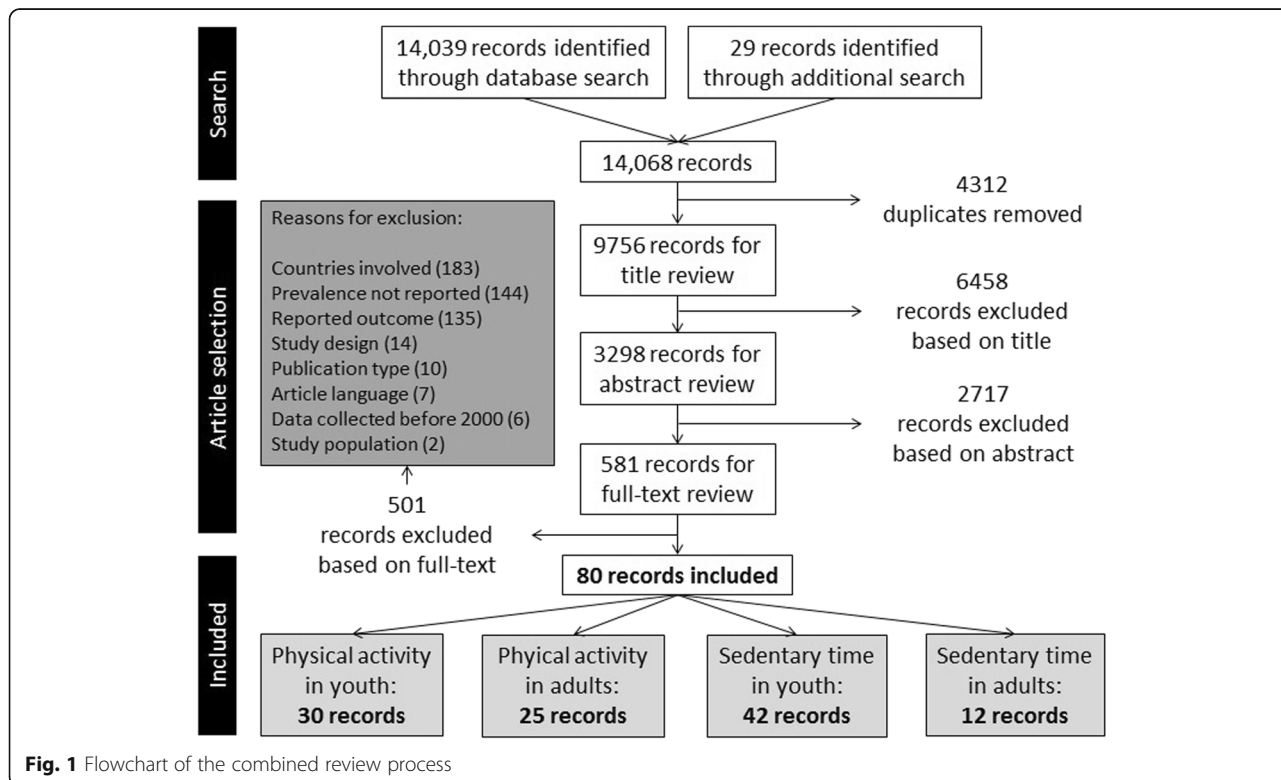 Search
14,039 records identified
through database search
29 records identified
through additional search
14,068 records
4312
duplicates removed
Article selection
Reasons for exclusion:
Countries involved (183)
Prevalence not reported (144)
Reported outcome (135)
Study design (14)
Publication type (10)
Article language (7)
Data collected before 2000 (6)
Study population (2)
9756 records for
title review
6458
records excluded
based on title
3298 records for
abstract review
2717
records excluded
based on abstract
581 records for
full-text review
501
records excluded
based on full-text
Included
80 records included
Physical activity
in youth:
30 records
Phyical activity
in adults:
25 records
Sedentary time
in youth:
42 records
Sedentary time
in adults:
12 records
Fig. 1 Flowchart of the combined review process